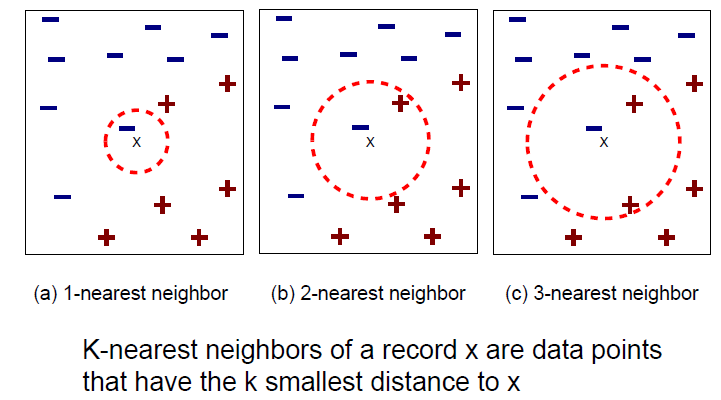 X X X
(a) 1-nearest neighbor (b) 2-nearest neighbor (c) 3-nearest neighbor
K-nearest neighbors of a record x are data points
that have the k smallest distance to x